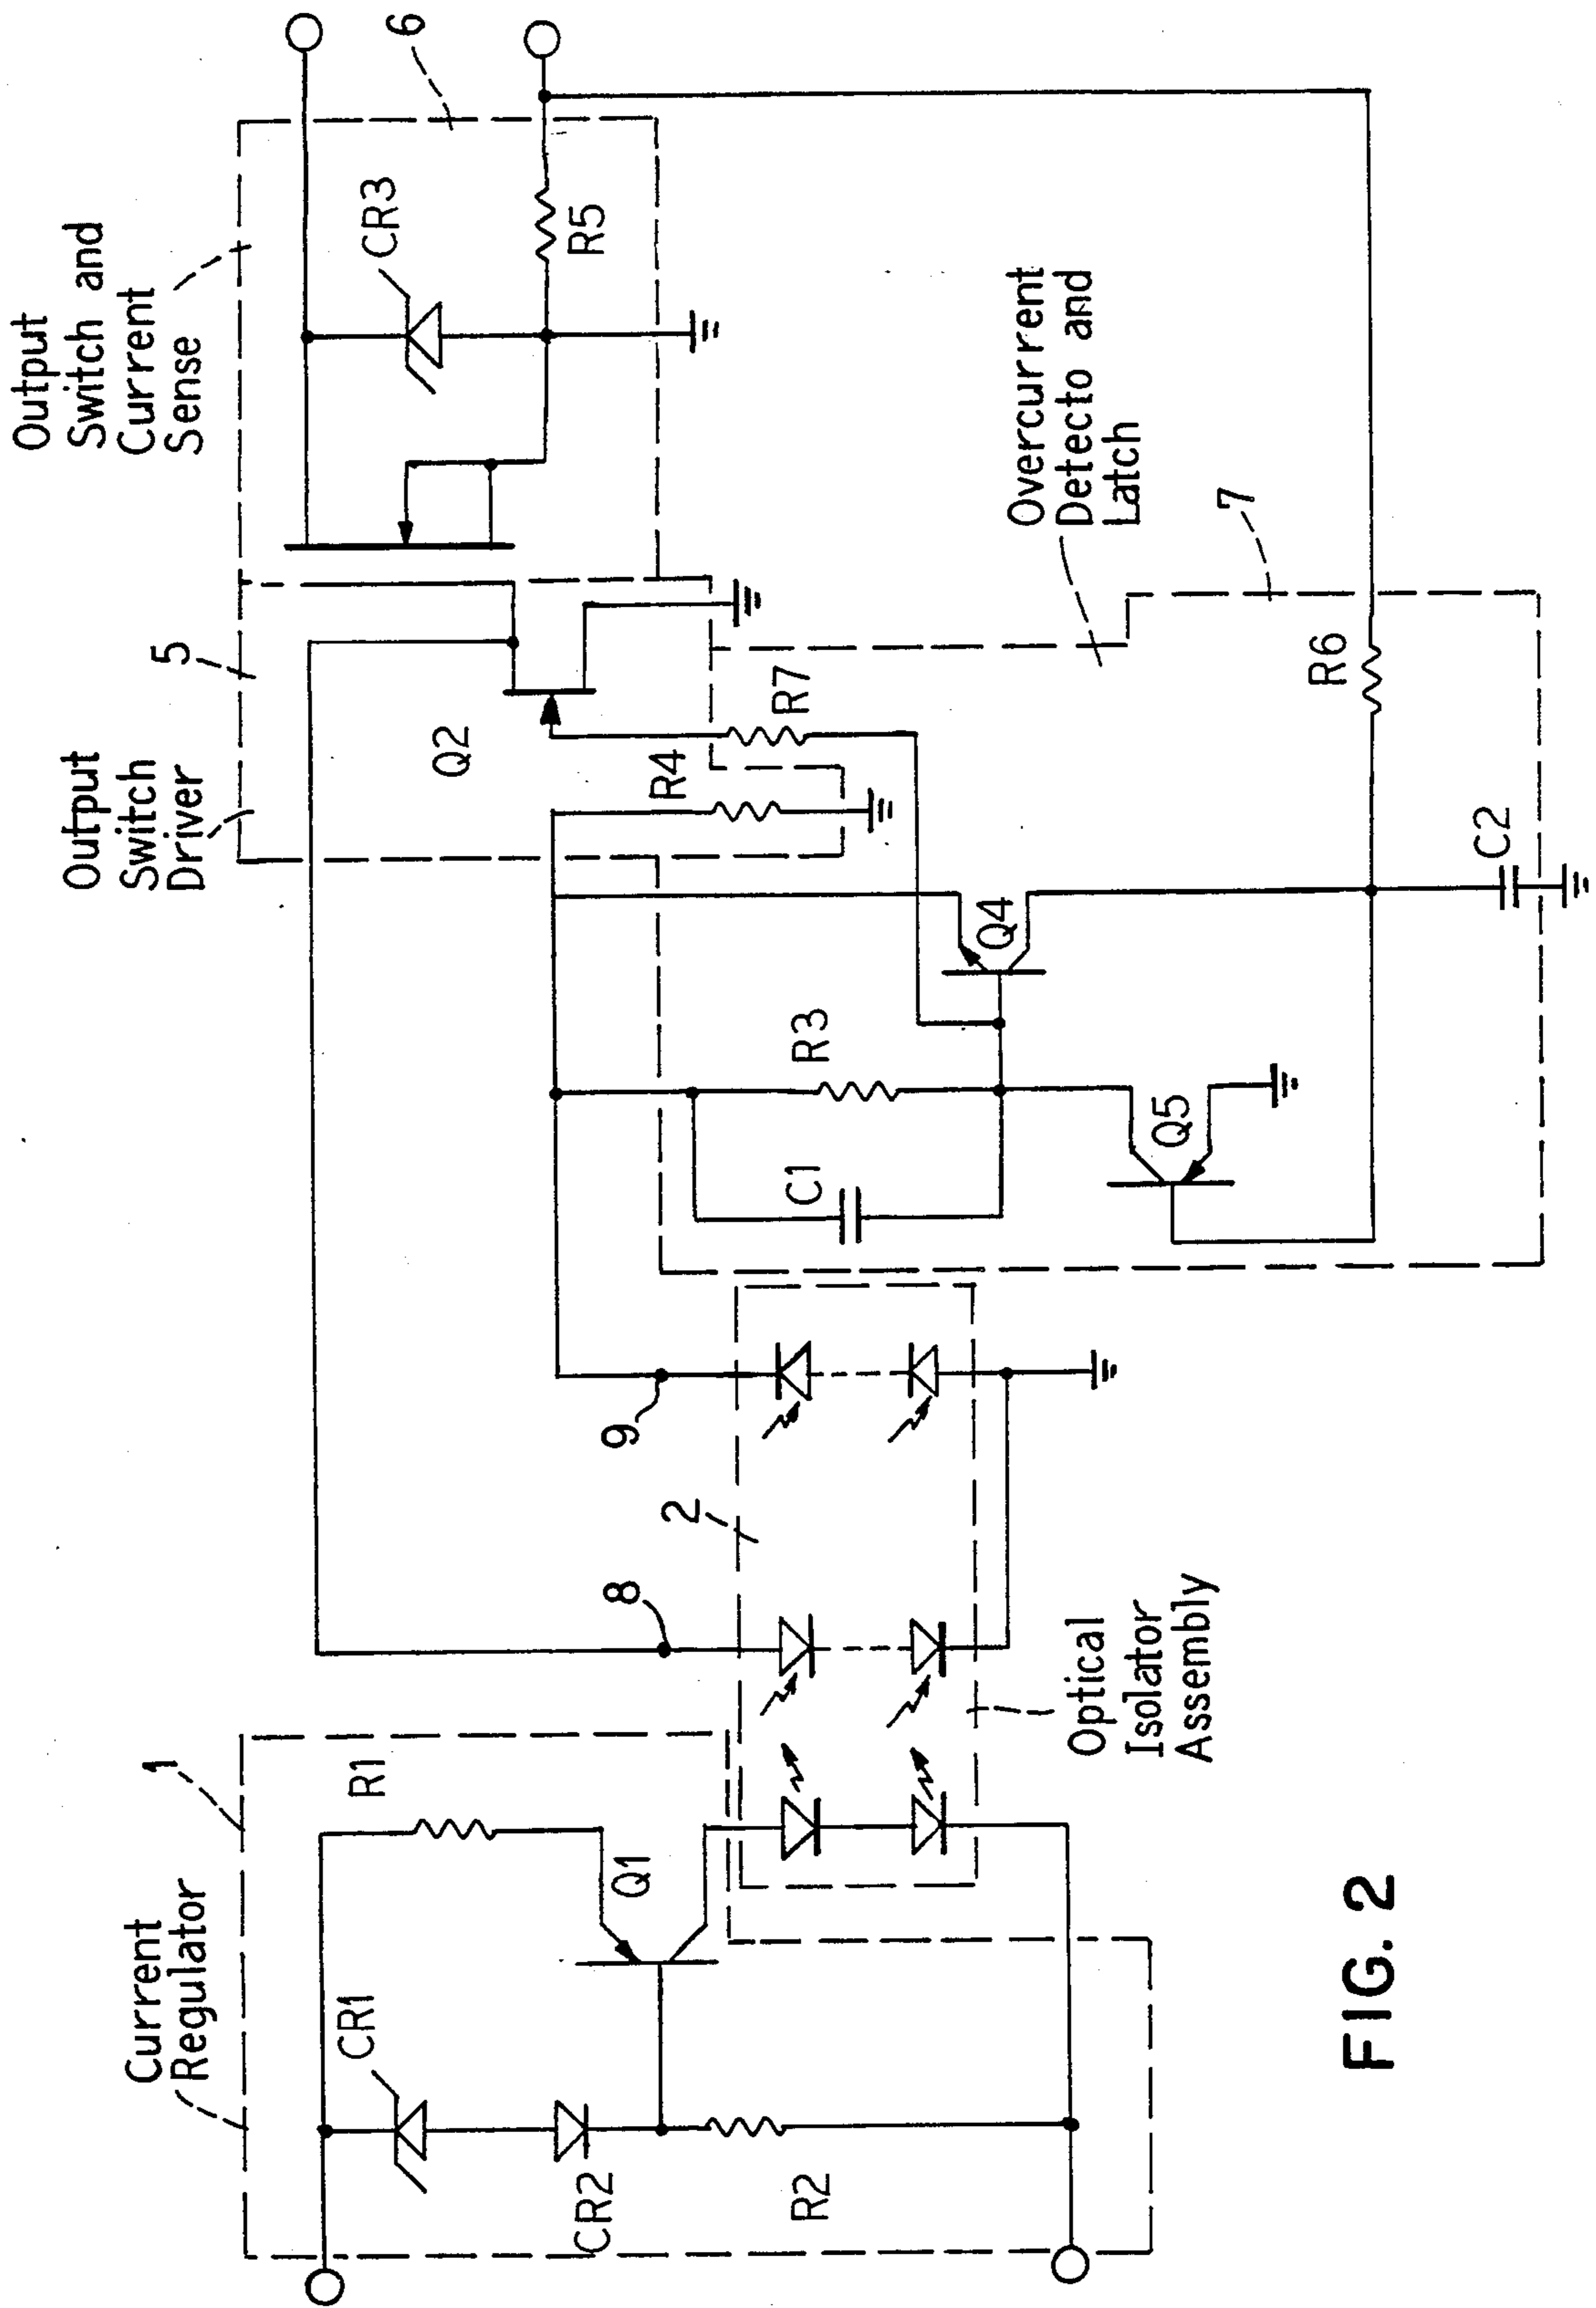 Current
Regulator
1
CR1
CR2
R1
R2
Q1
Optical
Isolator
Assembly
2
8
9
Output
Switch
Driver
5
Q2
R4
R7
C1
R3
Q4
Q5
R6
C2
Overcurrent
Detecto and
Latch
7
Output
Switch and
Current
Sense
6
CR3
R5
FIG. 2